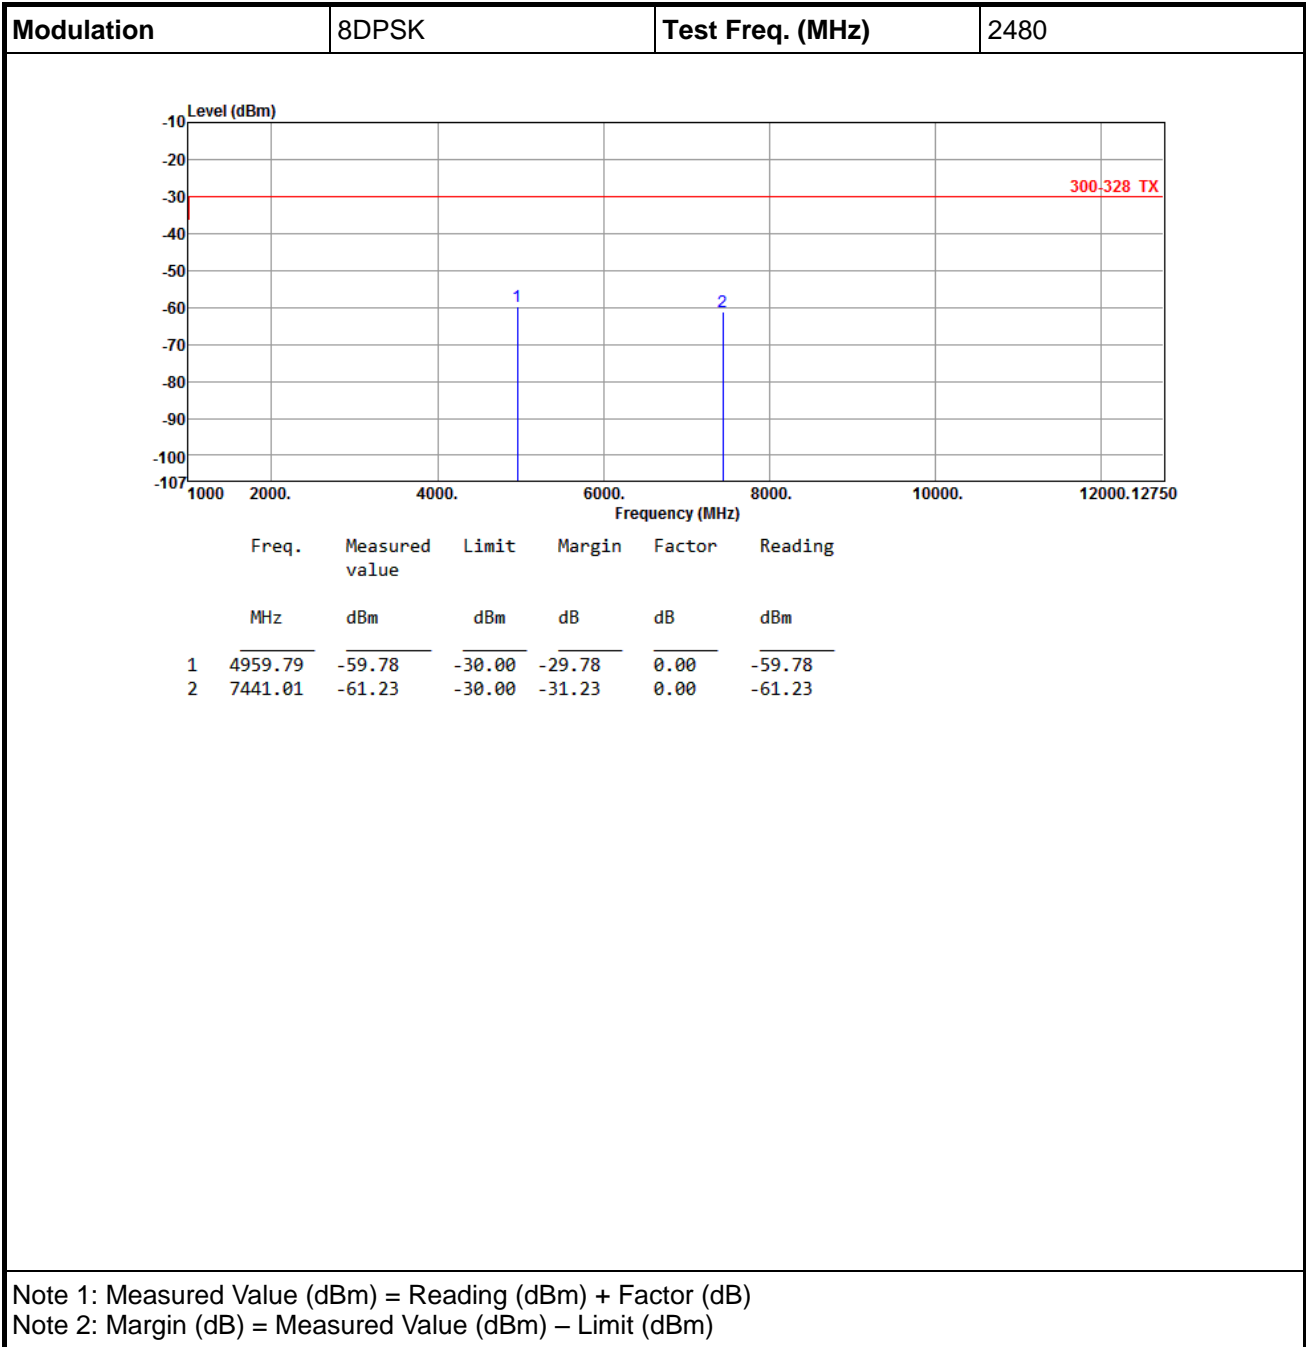 Modulation 8DPSK Test Freq. (MHz) 2480
Level (dBm)
-10
-20
300-328 TX
-30
-40
-50
1
2
-60
-70
-80
-90
-100
-107
1000 2000. 4000. 6000. 8000. 10000. 12000. 12750
Frequency (MHz)
Freq. Measured Limit Margin Factor Reading
value
MHz dBm dBm dB dB dBm
1 4959.79 -59.78 -30.00 -29.78 0.00 -59.78
2 7441.01 -61.23 -30.00 -31.23 0.00 -61.23
Note 1: Measured Value (dBm) = Reading (dBm) + Factor (dB)
Note 2: Margin (dB) = Measured Value (dBm) – Limit (dBm)